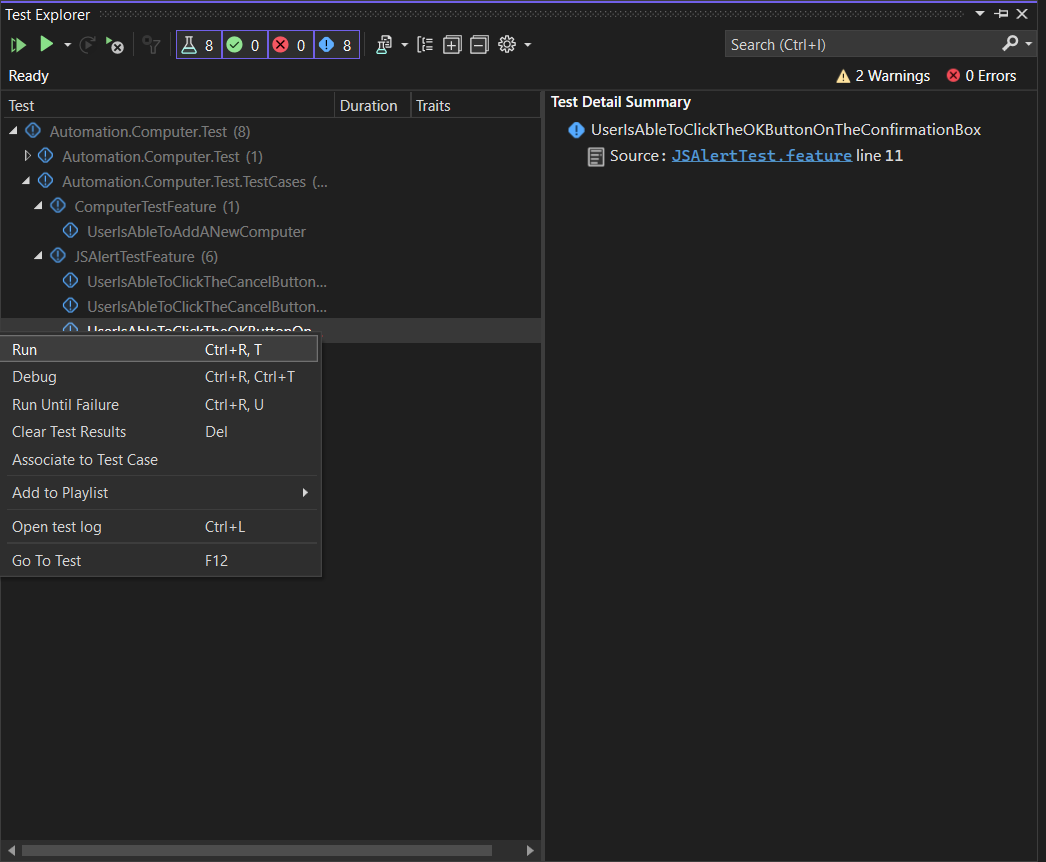 Test Explorer
8 0 0 8
Search (Ctrl+I)
Ready
2 Warnings 0 Errors
Test Duration Traits
Automation.Computer.Test (8)
Automation.Computer.Test (1)
Automation.Computer.Test.TestCases (...
ComputerTestFeature (1)
UserIsAbleToAddANewComputer
JSAlertTestFeature (6)
UserIsAbleToClickTheCancelButton...
UserIsAbleToClickTheCancelButton...
UserIsAbleToClickTheOKButtonOn
Run Ctrl+R, T
Debug Ctrl+R, Ctrl+T
Run Until Failure Ctrl+R, U
Clear Test Results Del
Associate to Test Case
Add to Playlist
Open test log Ctrl+L
Go To Test F12
Test Detail Summary
UserIsAbleToClickTheOKButtonOnTheConfirmationBox
Source: JSAlertTest.feature line 11